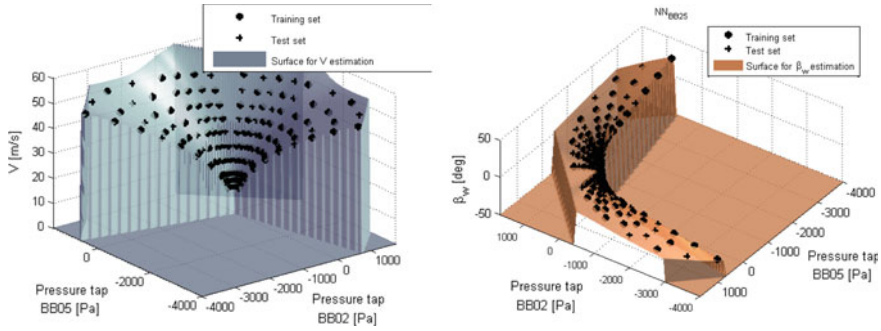 Training set
Test set
Surface for V estimation
V [m/s]
60
50
40
30
20
10
0
0
-2000
-4000
Pressure tap
BB05 [Pa]
-4000
-3000
-2000
-1000
0
1000
Pressure tap
BB02 [Pa]
NN_BB25
Training set
Test set
Surface for β_w estimation
β_w [deg]
50
0
-50
1000
0
-1000
-2000
-3000
-4000
Pressure tap
BB02 [Pa]
-4000
-3000
-2000
-1000
0
1000
Pressure tap
BB05 [Pa]